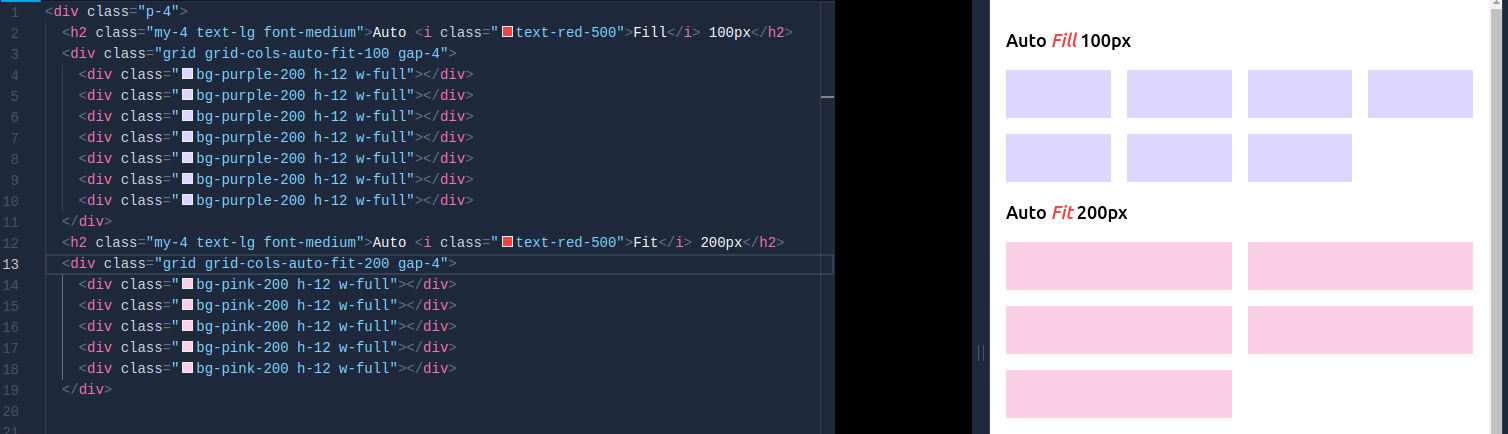 1 <div class="p-4">
2 <h2 class="my-4 text-lg font-medium">Auto <i class="text-red-500">Fill</i> 100px</h2>
3 <div class="grid grid-cols-auto-fit-100 gap-4">
4 <div class="bg-purple-200 h-12 w-full"></div>
5 <div class="bg-purple-200 h-12 w-full"></div>
6 <div class="bg-purple-200 h-12 w-full"></div>
7 <div class="bg-purple-200 h-12 w-full"></div>
8 <div class="bg-purple-200 h-12 w-full"></div>
9 <div class="bg-purple-200 h-12 w-full"></div>
10 <div class="bg-purple-200 h-12 w-full"></div>
11 </div>
12 <h2 class="my-4 text-lg font-medium">Auto <i class="text-red-500">Fit</i> 200px</h2>
13 <div class="grid grid-cols-auto-fit-200 gap-4">
14 <div class="bg-pink-200 h-12 w-full"></div>
15 <div class="bg-pink-200 h-12 w-full"></div>
16 <div class="bg-pink-200 h-12 w-full"></div>
17 <div class="bg-pink-200 h-12 w-full"></div>
18 <div class="bg-pink-200 h-12 w-full"></div>
19 </div>
20
21
Auto Fill 100px
Auto Fit 200px